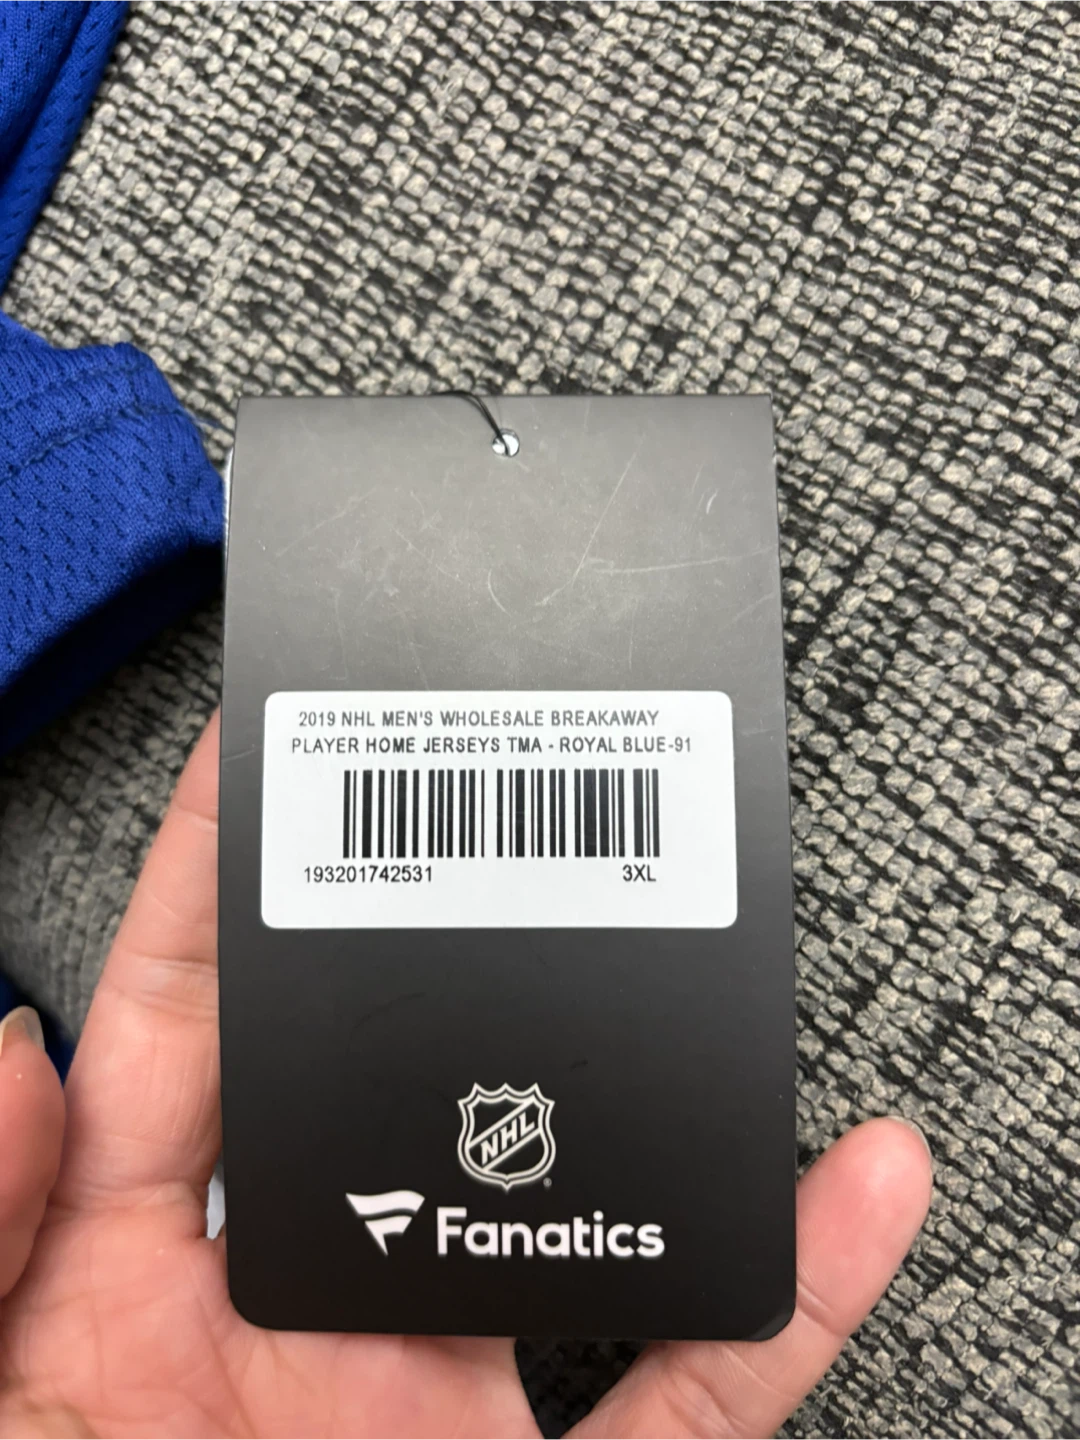 2019 NHL MEN'S WHOLESALE BREAKAWAY
PLAYER HOME JERSEYS TMA - ROYAL BLUE-91
193201742531 3XL
NHL
®
Fanatics